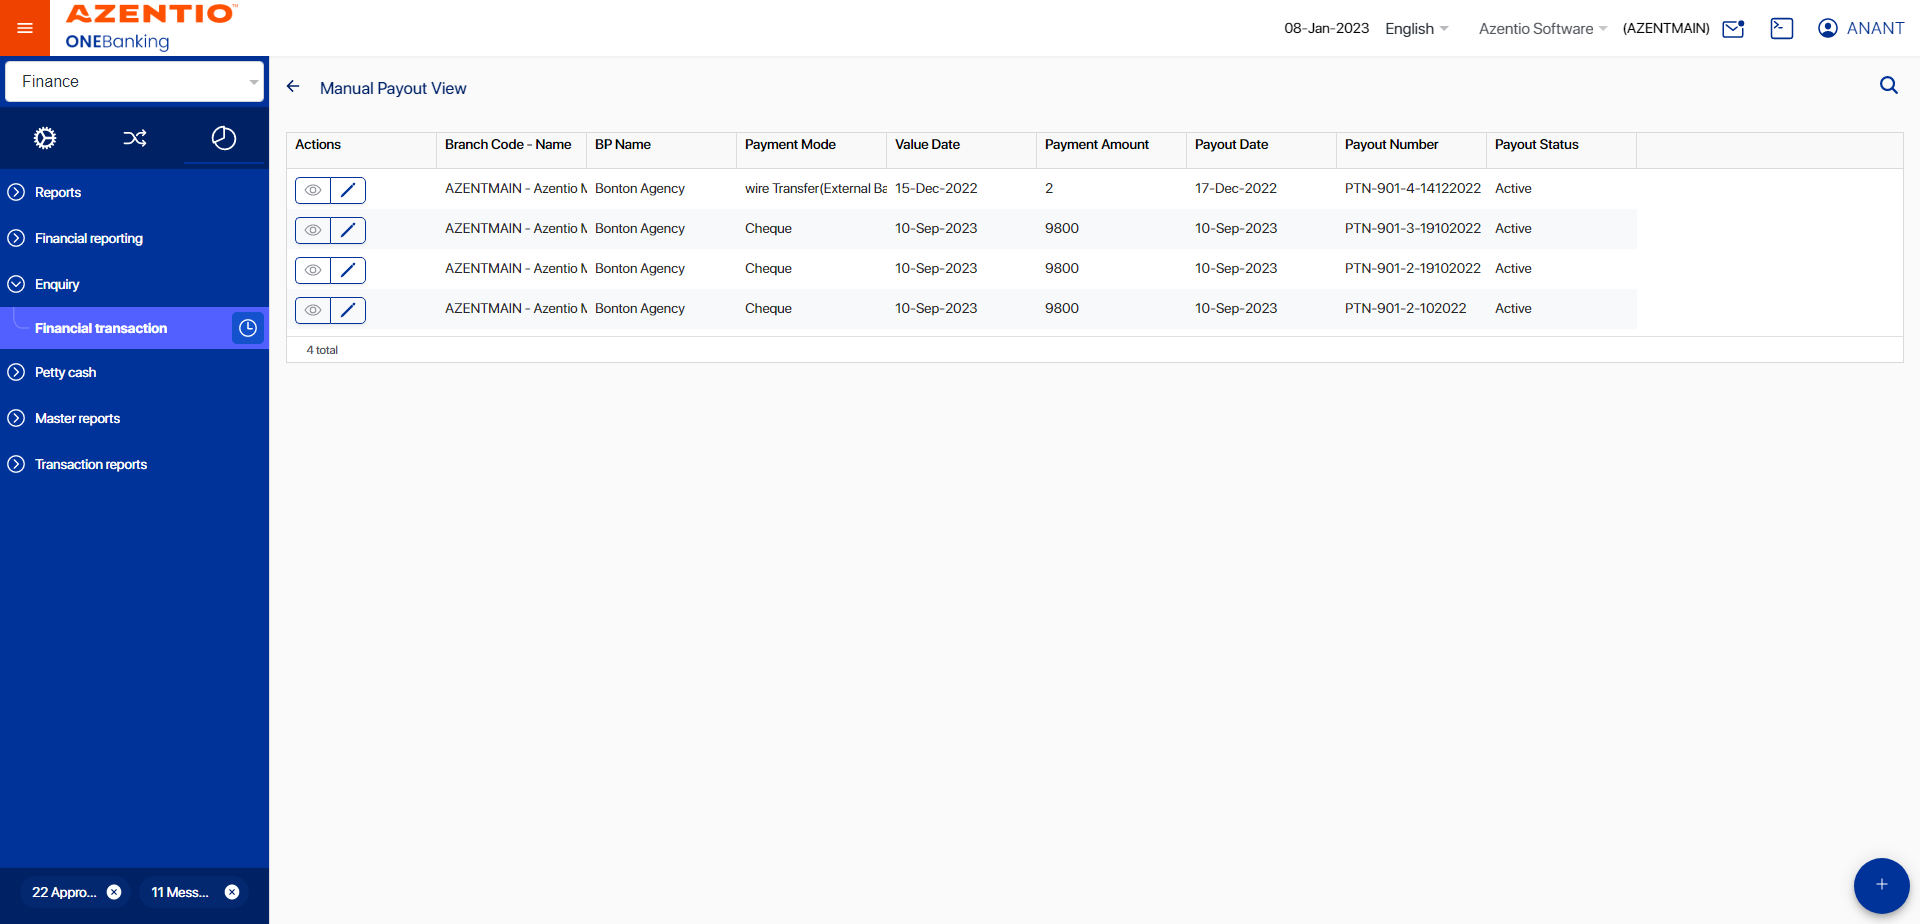 AZENTIO™
ONEBanking
08-Jan-2023 English Azentio Software (AZENTMAIN) ANANT
Finance
Reports
Financial reporting
Enquiry
Financial transaction
Petty cash
Master reports
Transaction reports
22 Appro...
11 Mess...
Manual Payout View
Actions Branch Code - Name BP Name Payment Mode Value Date Payment Amount Payout Date Payout Number Payout Status
AZENTMAIN - Azentio M Bonton Agency wire Transfer(External Ba 15-Dec-2022 2 17-Dec-2022 PTN-901-4-14122022 Active
AZENTMAIN - Azentio M Bonton Agency Cheque 10-Sep-2023 9800 10-Sep-2023 PTN-901-3-19102022 Active
AZENTMAIN - Azentio M Bonton Agency Cheque 10-Sep-2023 9800 10-Sep-2023 PTN-901-2-19102022 Active
AZENTMAIN - Azentio M Bonton Agency Cheque 10-Sep-2023 9800 10-Sep-2023 PTN-901-2-102022 Active
4 total